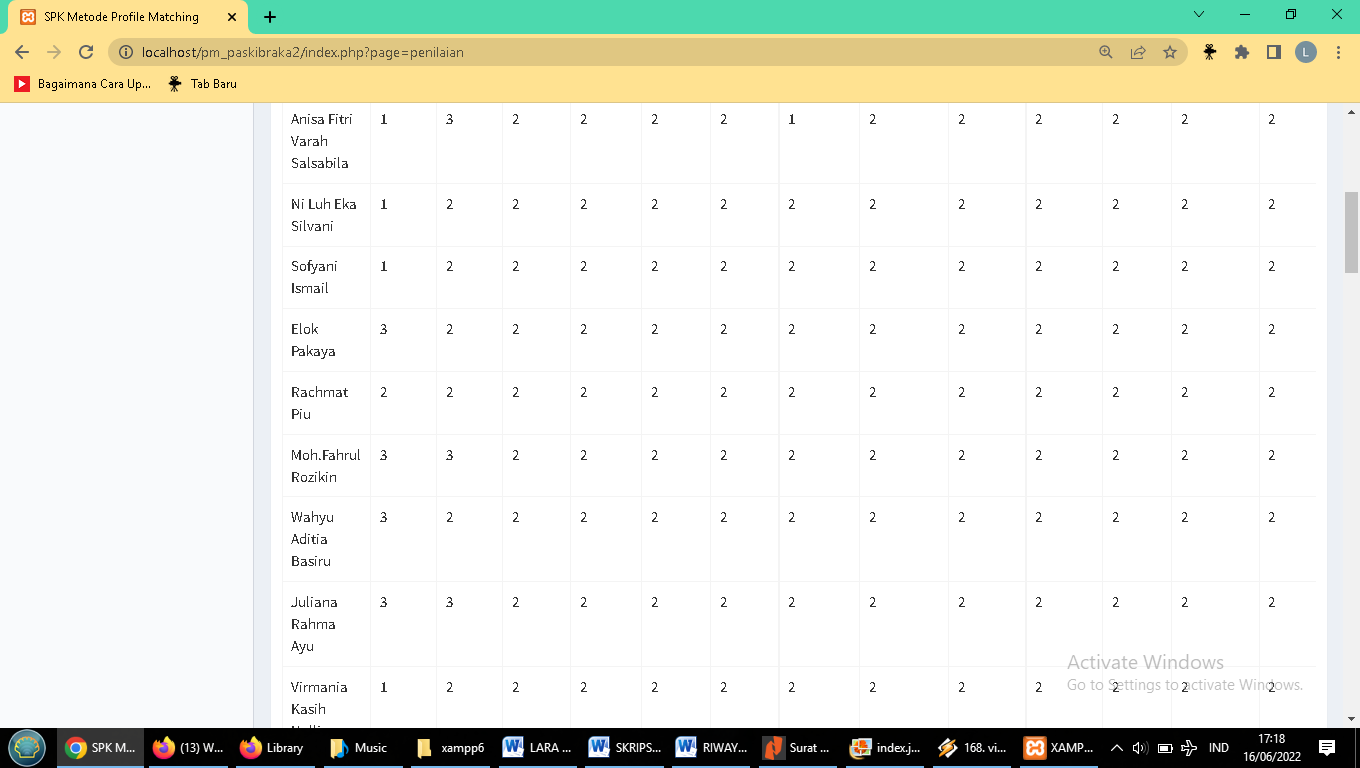 SPK Metode Profile Matching
localhost/pm_paskibraka2/index.php?page=penilaian
L
Bagaimana Cara Up...
Tab Baru
Anisa Fitri 1 3 2 2 2 2 1 2 2 2 2 2 2
Varah
Salsabila
Ni Luh Eka 1 2 2 2 2 2 2 2 2 2 2 2 2
Silvani
Sofyani 1 2 2 2 2 2 2 2 2 2 2 2 2
Ismail
Elok 3 2 2 2 2 2 2 2 2 2 2 2 2
Pakaya
Rachmat 2 2 2 2 2 2 2 2 2 2 2 2 2
Piu
Moh.Fahrul 3 3 2 2 2 2 2 2 2 2 2 2 2
Rozikin
Wahyu 3 2 2 2 2 2 2 2 2 2 2 2 2
Aditia
Basiru
Juliana 3 3 2 2 2 2 2 2 2 2 2 2 2
Rahma
Ayu
Virmania 1 2 2 2 2 2 2 2 2 2 2 2 2
Kasih
Activate Windows
Go to Settings to activate Windows.
SPK M... (13) W... Library Music xampp6 LARA ... SKRIPS... RIWAY... Surat ... index.j... 168. vi... XAMP... IND 17:18
16/06/2022